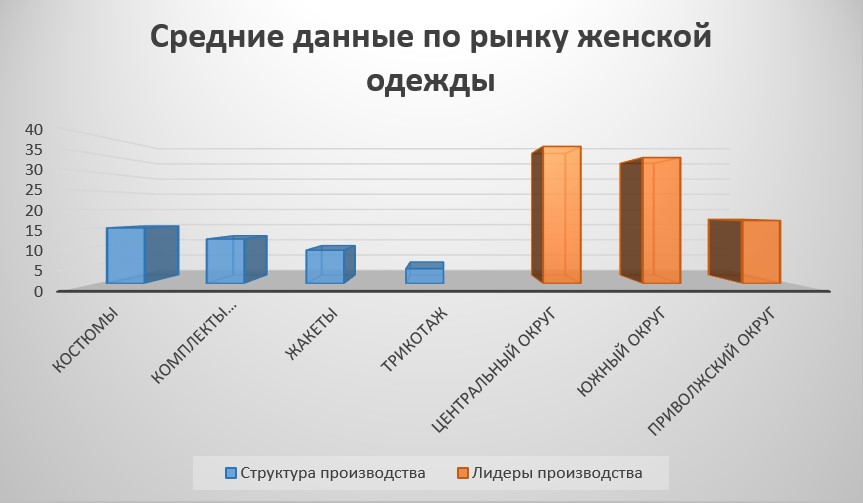 Средние данные по рынку женской
одежды
40
35
30
25
20
15
10
5
0
КОСТЮМЫ
КОМПЛЕКТЫ...
ЖАКЕТЫ
ТРИКОТАЖ
ЦЕНТРАЛЬНЫЙ ОКРУГ
ЮЖНЫЙ ОКРУГ
ПРИВОЛЖСКИЙ ОКРУГ
Структура производства
Лидеры производства